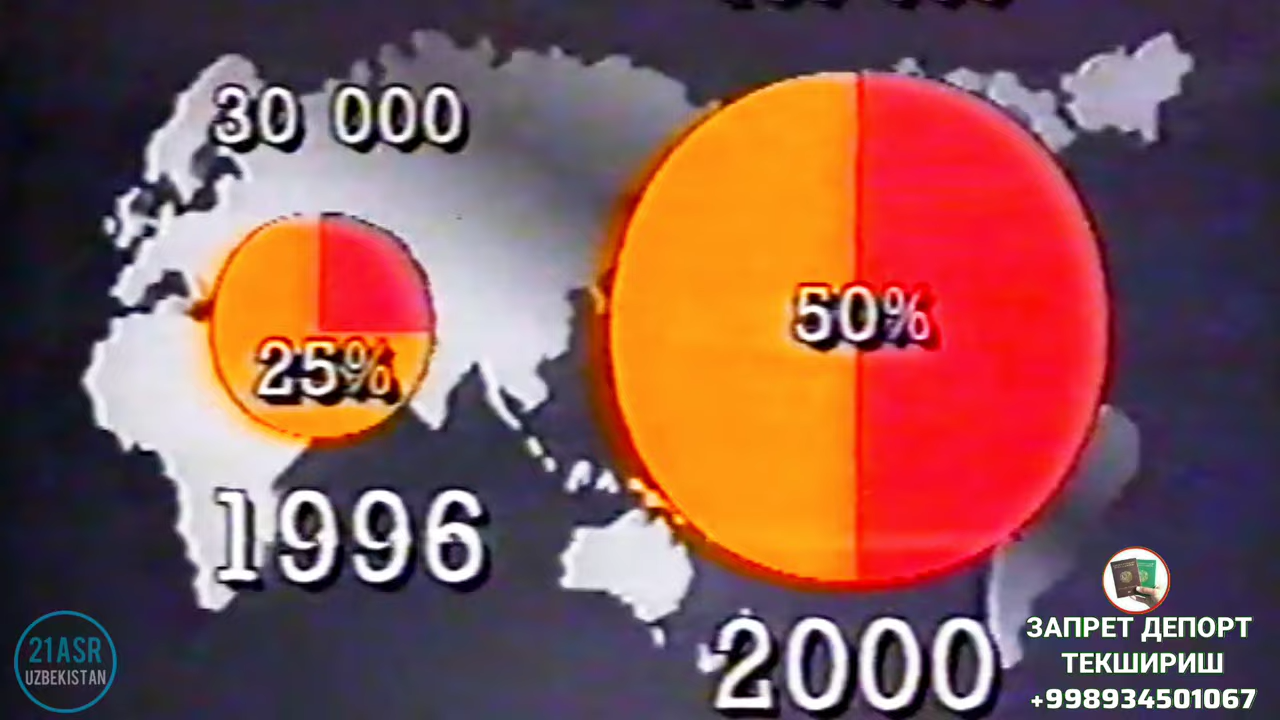 30 000
50%
25%
1996
2000
21ASR
UZBEKISTAN
ЗАПРЕТ ДЕПОРТ
ТЕКШИРИШ
+998934501067